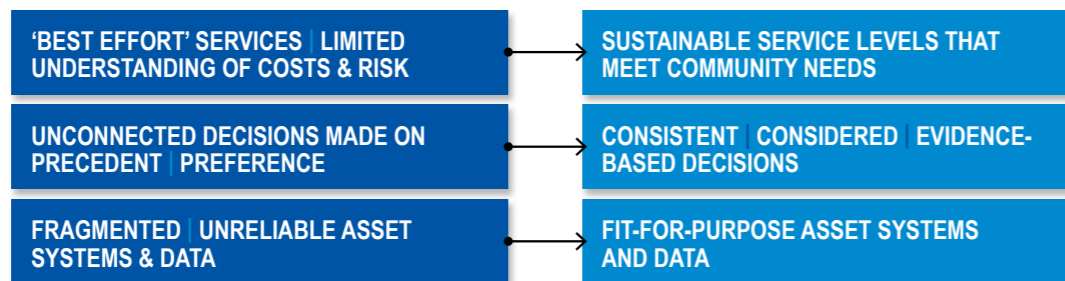 ‘BEST EFFORT’ SERVICES | LIMITED
UNDERSTANDING OF COSTS & RISK
SUSTAINABLE SERVICE LEVELS THAT
MEET COMMUNITY NEEDS
UNCONNECTED DECISIONS MADE ON
PRECEDENT | PREFERENCE
CONSISTENT | CONSIDERED | EVIDENCE-
BASED DECISIONS
FRAGMENTED | UNRELIABLE ASSET
SYSTEMS & DATA
FIT-FOR-PURPOSE ASSET SYSTEMS
AND DATA